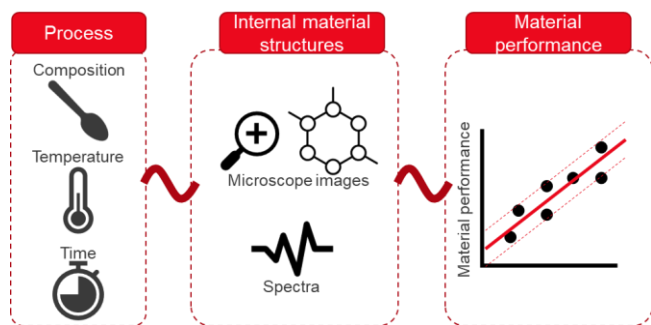 Process
Composition
Temperature
Time
Internal material
structures
Microscope images
Spectra
Material
performance
Material performance